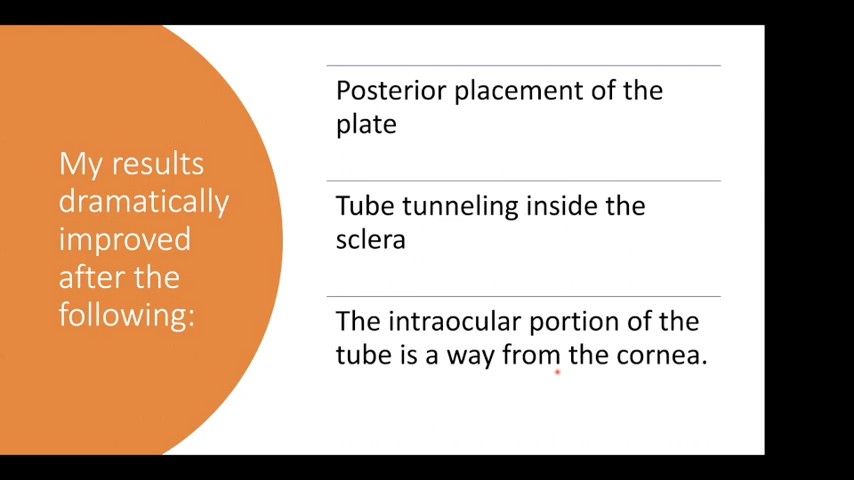 My results
dramatically
improved
after the
following:
Posterior placement of the
plate
Tube tunneling inside the
sclera
The intraocular portion of the
tube is a way from the cornea.